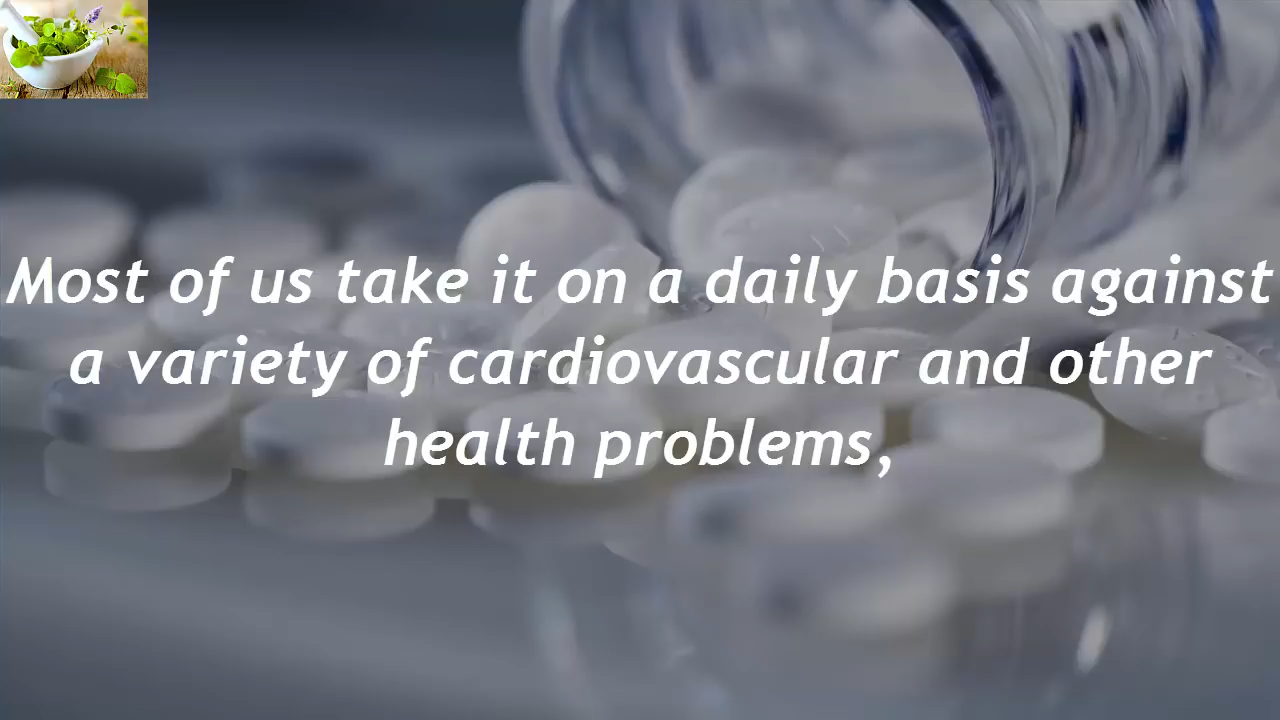 Most of us take it on a daily basis against
a variety of cardiovascular and other
health problems,